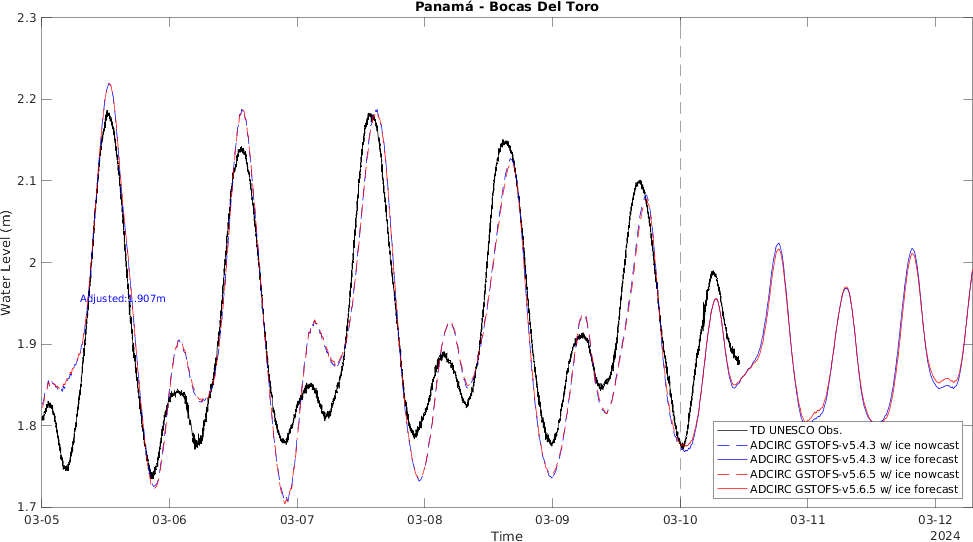 Panamá - Bocas Del Toro
2.3
2.2
2.1
2
1.9
1.8
1.7
Water Level (m)
Adjusted:1.907m
TD UNESCO Obs.
ADCIRC GSTOFS-v5.4.3 w/ ice nowcast
ADCIRC GSTOFS-v5.4.3 w/ ice forecast
ADCIRC GSTOFS-v5.6.5 w/ ice nowcast
ADCIRC GSTOFS-v5.6.5 w/ ice forecast
03-05 03-06 03-07 03-08 03-09 03-10 03-11 03-12
Time
2024